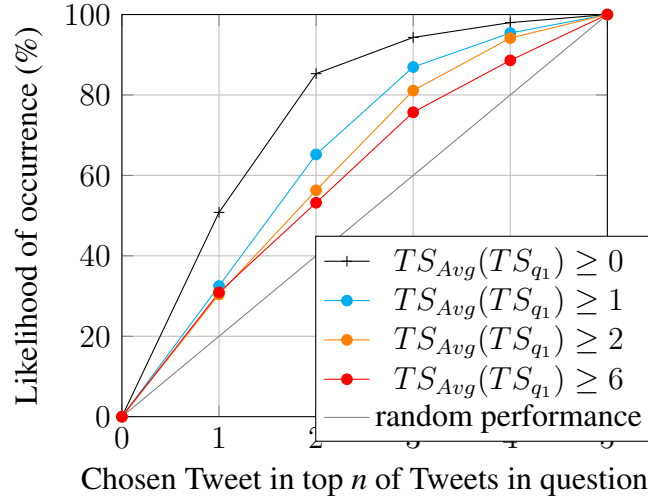 100
80
60
40
20
0
0
1
2
3
4
5
Likelihood of occurrence (%)
Chosen Tweet in top n of Tweets in question
TS_{Avg}(TS_{q_1}) ≥ 0
TS_{Avg}(TS_{q_1}) ≥ 1
TS_{Avg}(TS_{q_1}) ≥ 2
TS_{Avg}(TS_{q_1}) ≥ 6
random performance